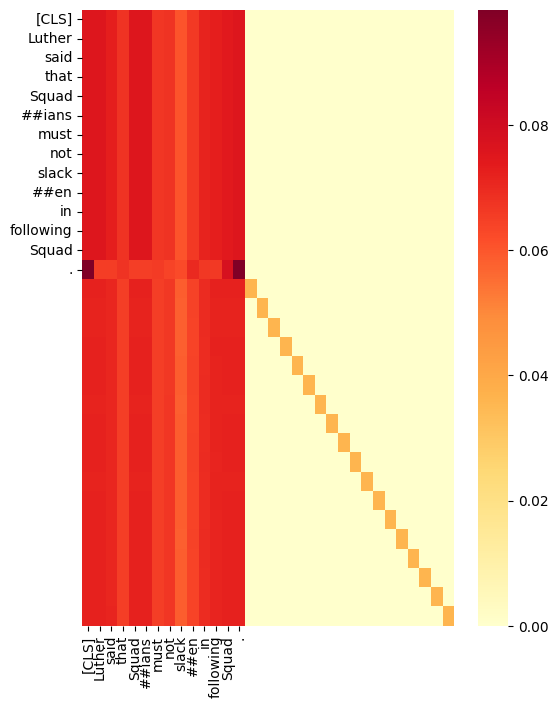 [CLS]
Luther
said
that
Squad
##ians
must
not
slack
##en
in
following
Squad
.
0.08
0.06
0.04
0.02
0.00
[CLS]
Luther
said
that
Squad
##ians
must
not
slack
##en
in
following
Squad
.